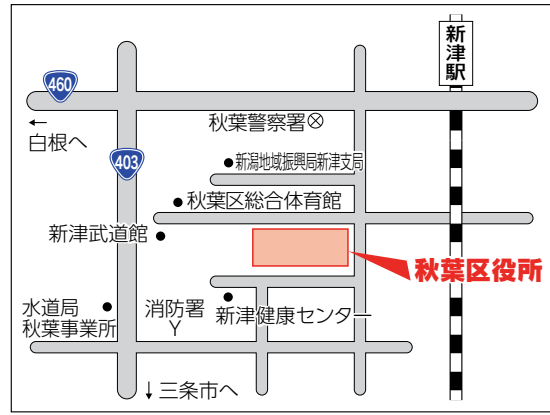 新津駅
460
←
白根へ
秋葉警察署⊗
403
●新潟地域振興局新津支局
●秋葉区総合体育館
新津武道館●
秋葉区役所
水道局
秋葉事業所●
消防署
Y
●新津健康センター
↓三条市へ